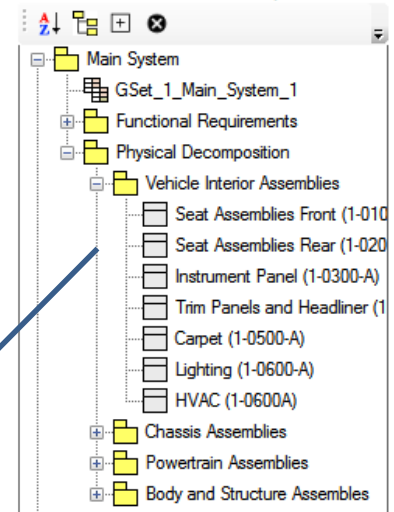 Main System
GSet_1_Main_System_1
Functional Requirements
Physical Decomposition
Vehicle Interior Assemblies
Seat Assemblies Front (1-010
Seat Assemblies Rear (1-020
Instrument Panel (1-0300-A)
Trim Panels and Headliner (1
Carpet (1-0500-A)
Lighting (1-0600-A)
HVAC (1-0600A)
Chassis Assemblies
Powertrain Assemblies
Body and Structure Assembles